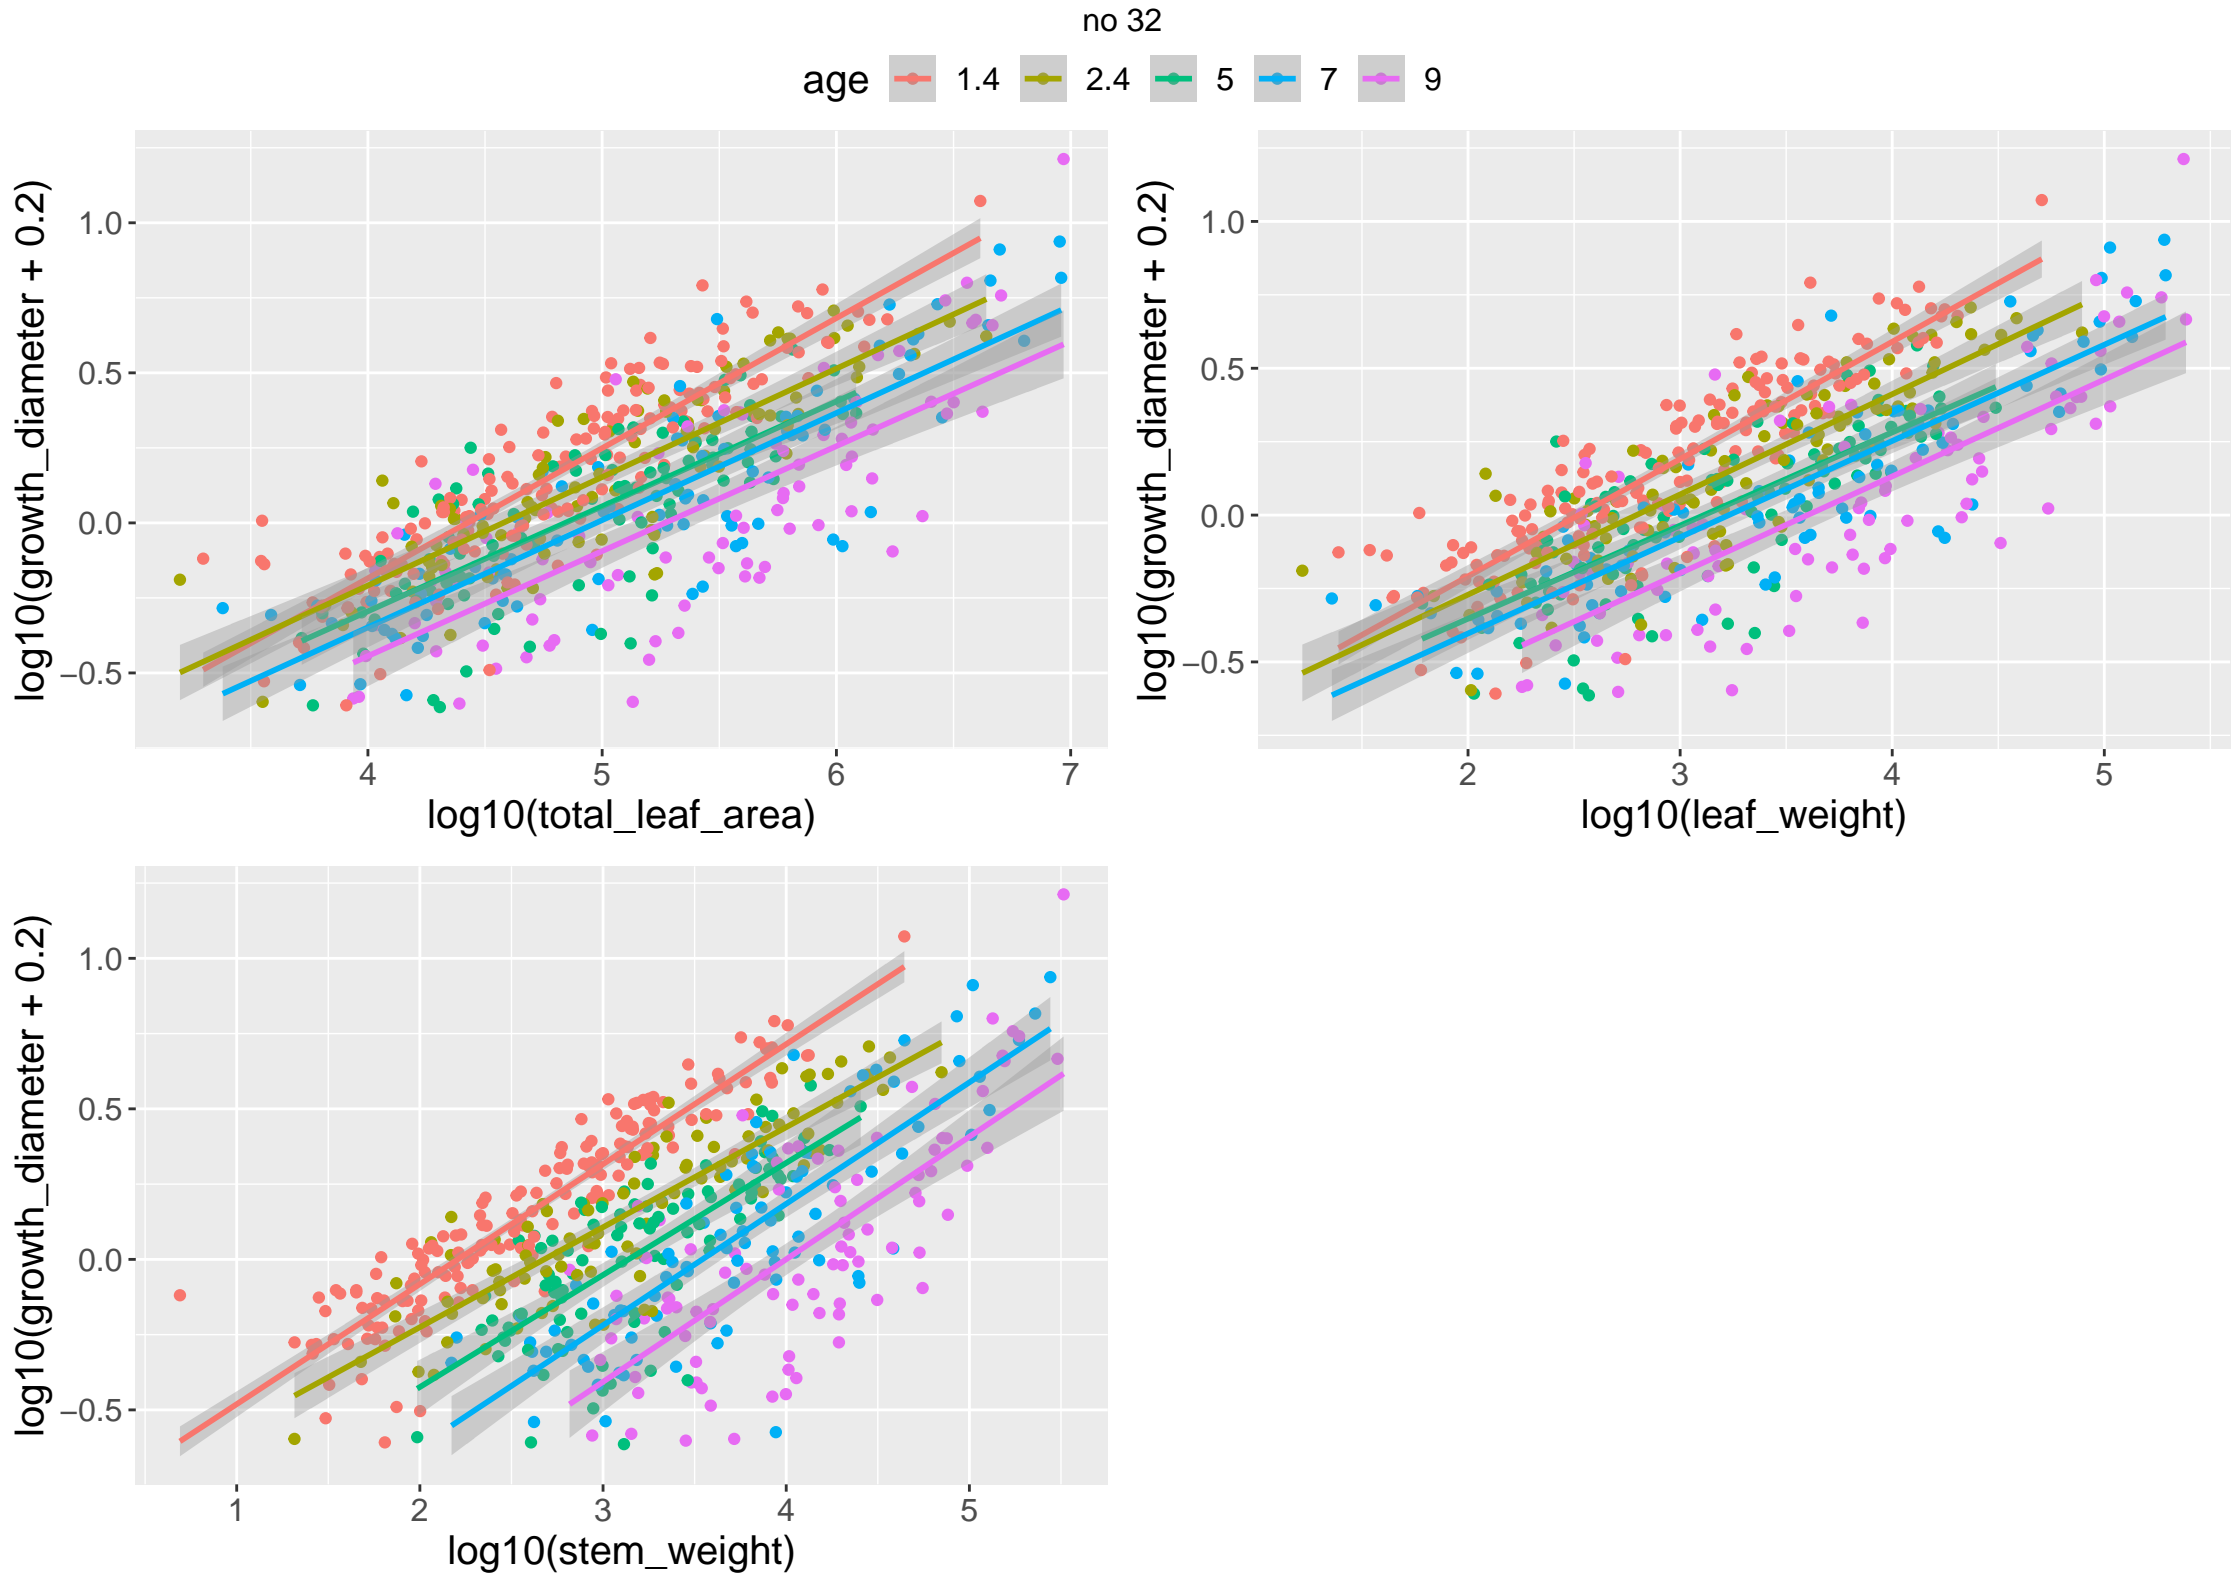 no 32
age 1.4 2.4 5 7 9
log10(growth_diameter + 0.2)
1.0
0.5
0.0
−0.5
4 5 6 7
log10(total_leaf_area)
log10(growth_diameter + 0.2)
1.0
0.5
0.0
−0.5
2 3 4 5
log10(leaf_weight)
log10(growth_diameter + 0.2)
1.0
0.5
0.0
−0.5
1 2 3 4 5
log10(stem_weight)